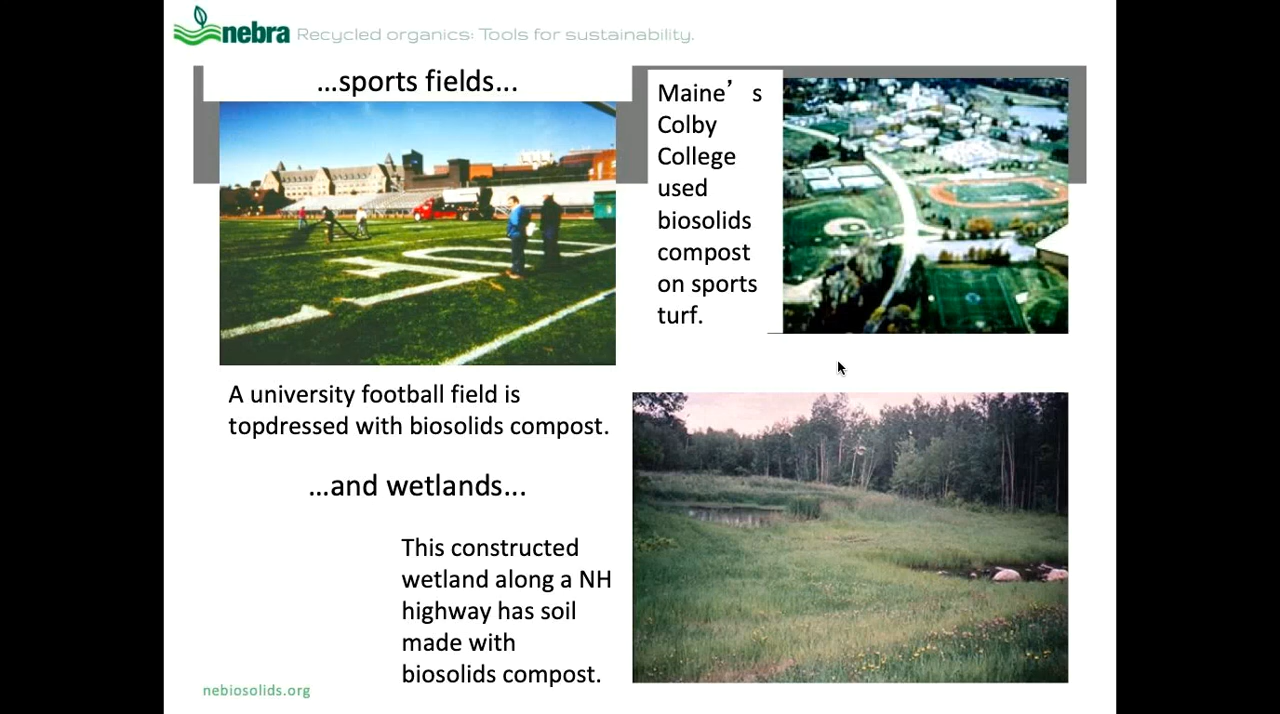 nebra Recycled organics: Tools for sustainability.
...sports fields...
A university football field is
topdressed with biosolids compost.
Maine’ s
Colby
College
used
biosolids
compost
on sports
turf.
...and wetlands...
This constructed
wetland along a NH
highway has soil
made with
biosolids compost.
nebiosolids.org